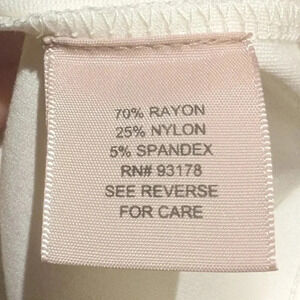 70% RAYON
25% NYLON
5% SPANDEX
RN# 93178
SEE REVERSE
FOR CARE